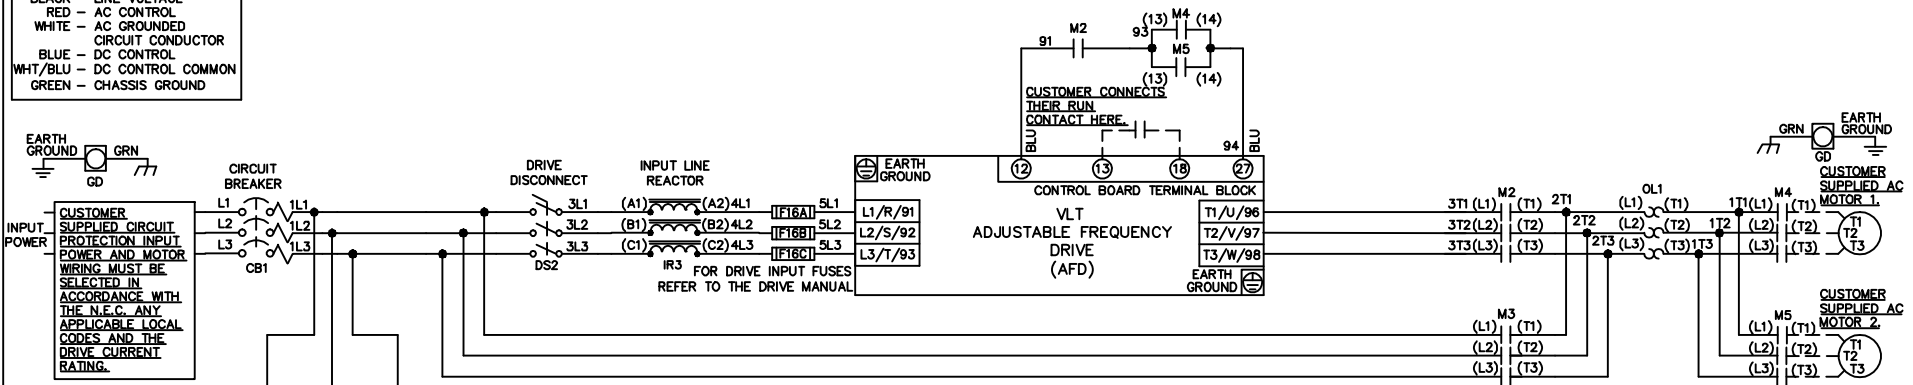 BLACK – LINE VOLTAGE
RED – AC CONTROL
WHITE – AC GROUNDED
CIRCUIT CONDUCTOR
BLUE – DC CONTROL
WHT/BLU – DC CONTROL COMMON
GREEN – CHASSIS GROUND
91
M2
93
(13) M4 (14)
M5
(13) (14)
CUSTOMER CONNECTS
THEIR RUN
CONTACT HERE.
BLU
94
BLU
12
13
18
27
CONTROL BOARD TERMINAL BLOCK
EARTH
GROUND
GRN
GD
INPUT
POWER
CUSTOMER
SUPPLIED CIRCUIT
PROTECTION INPUT
POWER AND MOTOR
WIRING MUST BE
SELECTED IN
ACCORDANCE WITH
THE N.E.C. ANY
APPLICABLE LOCAL
CODES AND THE
DRIVE CURRENT
RATING.
CIRCUIT
BREAKER
L1 1L1
L2 1L2
L3 1L3
CB1
DRIVE
DISCONNECT
3L1
3L2
3L3
DS2
INPUT LINE
REACTOR
(A1) (A2) 4L1
(B1) (B2) 4L2
(C1) (C2) 4L3
IR3
F16A 5L1
F16B 5L2
F16C 5L3
FOR DRIVE INPUT FUSES
REFER TO THE DRIVE MANUAL
EARTH
GROUND
L1/R/91
L2/S/92
L3/T/93
VLT
ADJUSTABLE FREQUENCY
DRIVE
(AFD)
T1/U/96
T2/V/97
T3/W/98
EARTH
GROUND
M2
3T1 (L1) (T1) 2T1
3T2 (L2) (T2) 2T2
3T3 (L3) (T3) 2T3
M3
(L1) (T1)
(L2) (T2)
(L3) (T3)
OL1
(L1) (T1) 1T1
(L2) (T2) 1T2
(L3) (T3) 1T3
GRN
EARTH
GROUND
GD
CUSTOMER
SUPPLIED AC
MOTOR 1.
M4
(L1) (T1)
(L2) (T2)
(L3) (T3)
T1
T2
T3
CUSTOMER
SUPPLIED AC
MOTOR 2.
M5
(L1) (T1)
(L2) (T2)
(L3) (T3)
T1
T2
T3